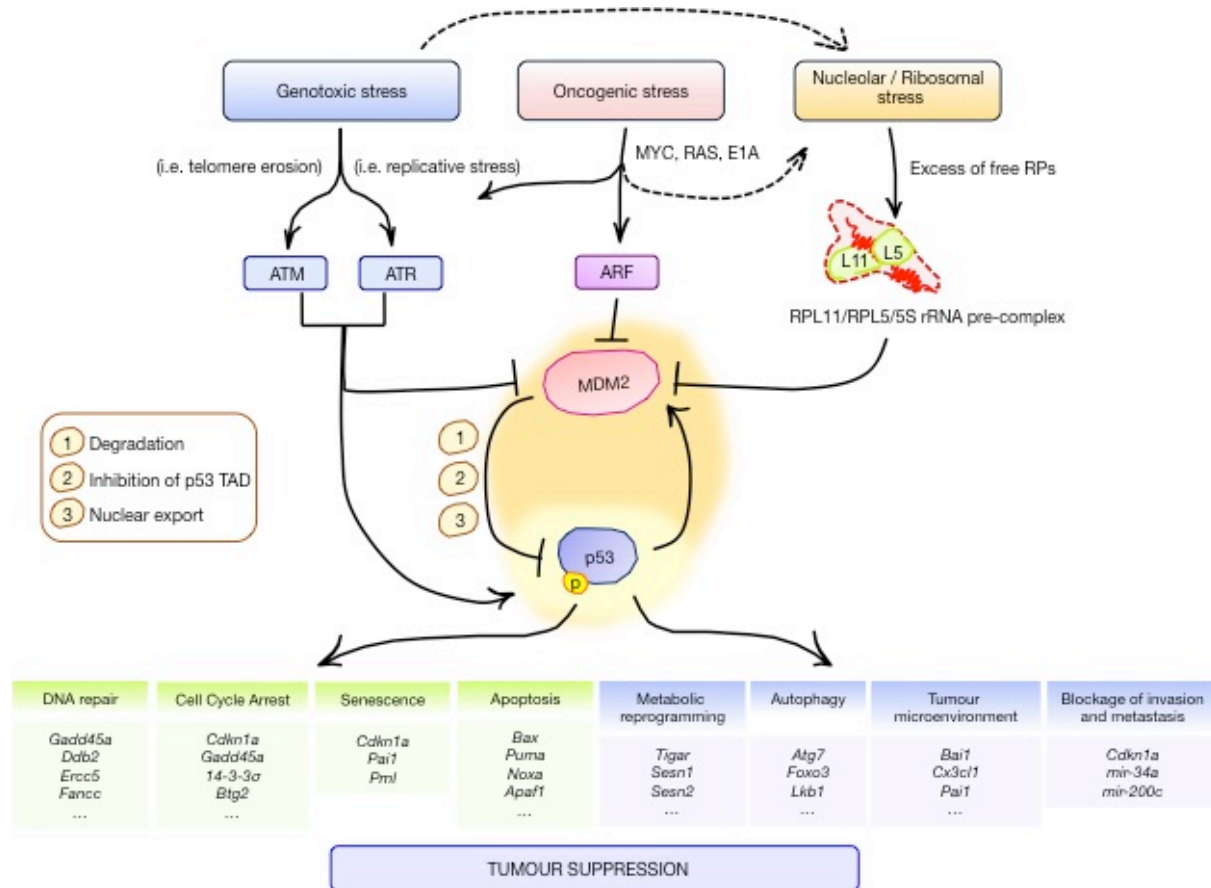 Genotoxic stress
Oncogenic stress
Nucleolar / Ribosomal
stress
(i.e. telomere erosion)
(i.e. replicative stress)
MYC, RAS, E1A
Excess of free RPs
ATM
ATR
ARF
L11
L5
RPL11/RPL5/5S rRNA pre-complex
MDM2
1 Degradation
2 Inhibition of p53 TAD
3 Nuclear export
1
2
3
p53
p
DNA repair
Gadd45a
Ddb2
Ercc5
Fancc
...
Cell Cycle Arrest
Cdkn1a
Gadd45a
14-3-3σ
Btg2
...
Senescence
Cdkn1a
Pai1
Pml
Apoptosis
Bax
Puma
Noxa
Apaf1
...
Metabolic
reprogramming
Tigar
Sesn1
Sesn2
...
Autophagy
Atg7
Foxo3
Lkb1
...
Tumour
microenvironment
Bai1
Cx3cl1
Pai1
...
Blockage of invasion
and metastasis
Cdkn1a
mir-34a
mir-200c
TUMOUR SUPPRESSION